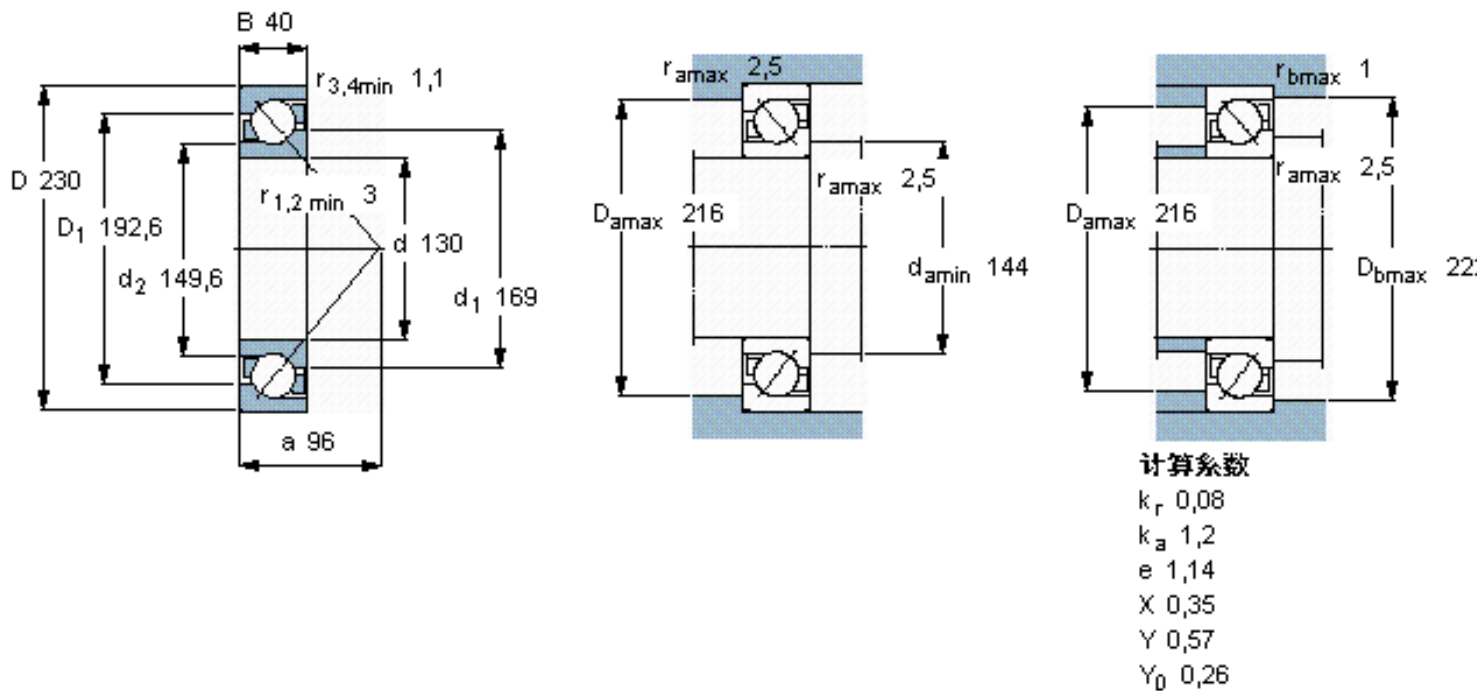 B 40
r3,4min 1,1
D 230
D1 192,6
r1,2 min 3
d2 149,6
d 130
d1 169
a 96
ramax 2,5
ramax 2,5
Damax 216
damin 144
rbmax 1
ramax 2,5
Damax 216
Dbmax
计算系数
kr 0,08
ka 1,2
e 1,14
X 0,35
Y 0,57
Y0 0,26